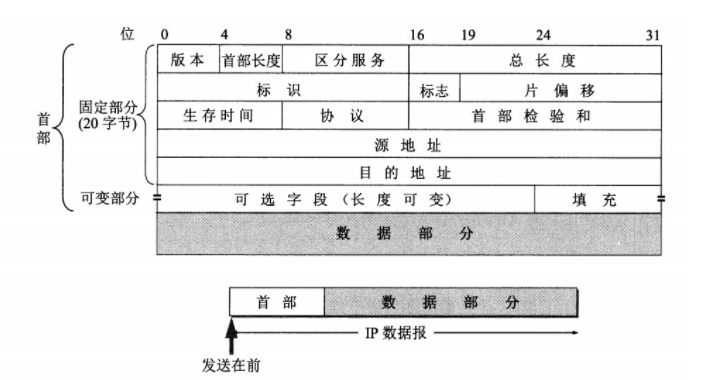 位 0 4 8 16 19 24 31
版本 首部长度 区分服务 总长度
标识 标志 片偏移
生存时间 协议 首部检验和
源地址
目的地址
可选字段（长度可变） 填充
数据部分
首部
固定部分
(20字节)
可变部分
首部 数据部分
IP 数据报
发送在前